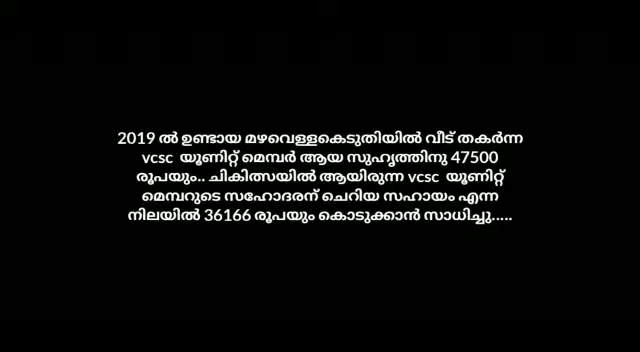 2019 ൽ ഉണ്ടായ മഴവെള്ളകെടുതിയിൽ വീട് തകർന്ന
vcsc യൂണിറ്റ് മെമ്പർ ആയ സുഹൃത്തിനു 47500
രൂപയും.. ചികിത്സയിൽ ആയിരുന്ന vcsc യൂണിറ്റ്
മെമ്പറുടെ സഹോദരന് ചെറിയ സഹായം എന്ന
നിലയിൽ 36166 രൂപയും കൊടുക്കാൻ സാധിച്ചു.....